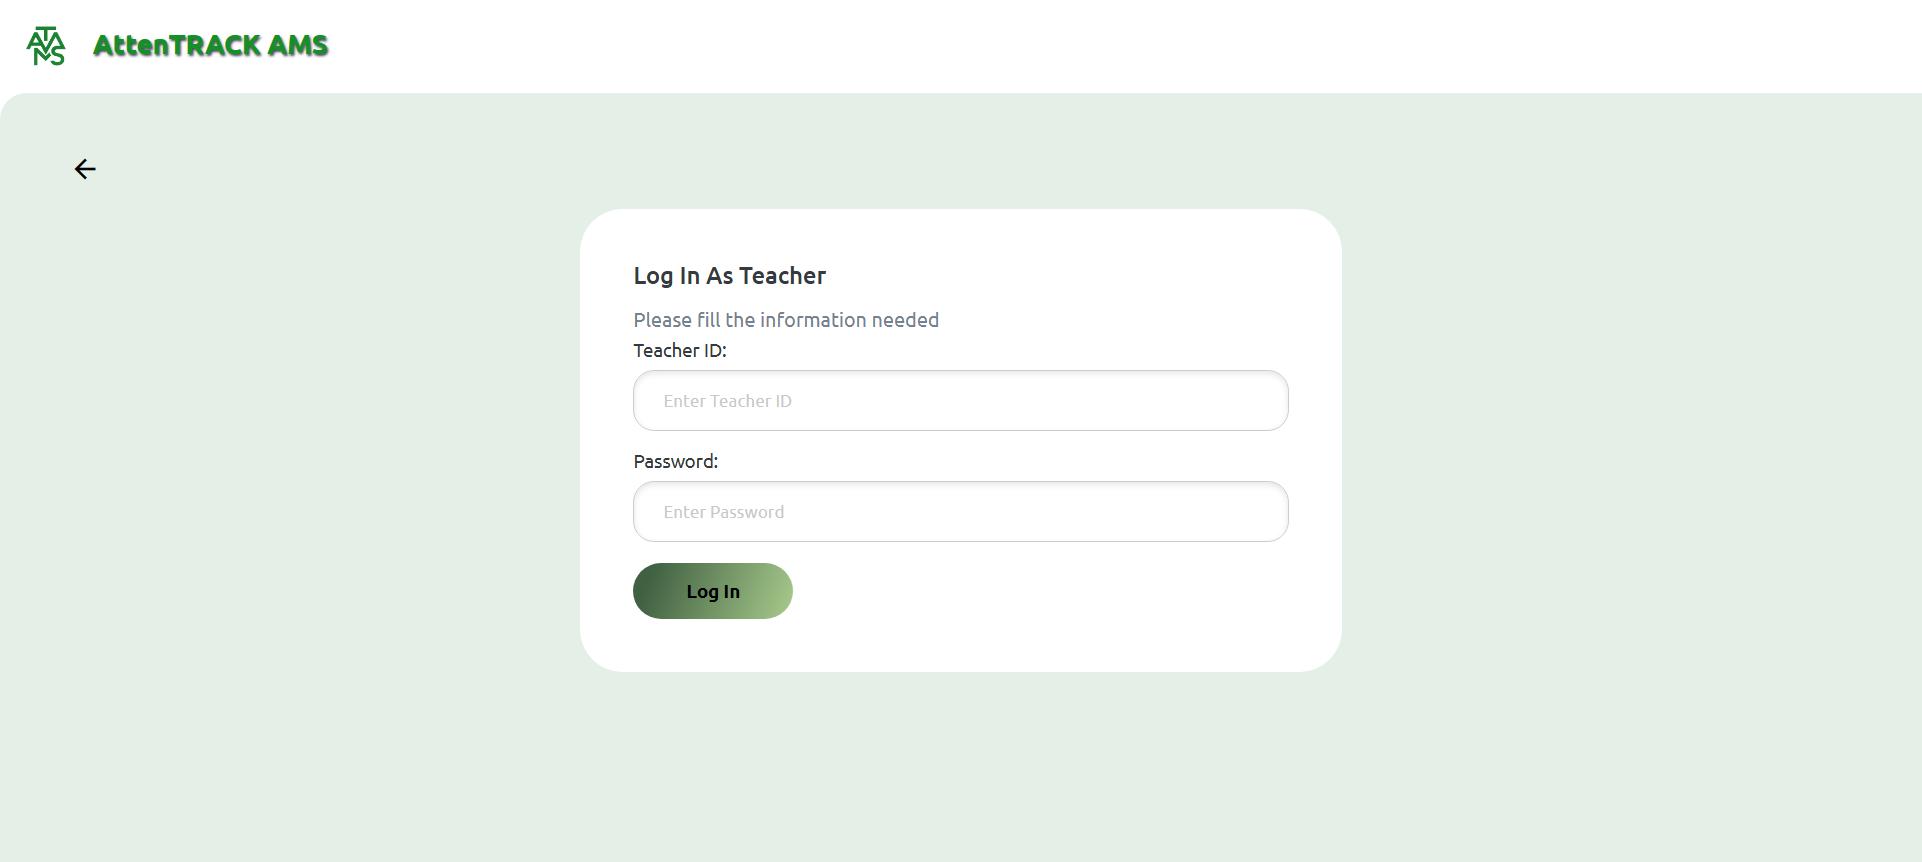 ATAMS
AttenTRACK AMS
Log In As Teacher
Please fill the information needed
Teacher ID:
Enter Teacher ID
Password:
Enter Password
Log In